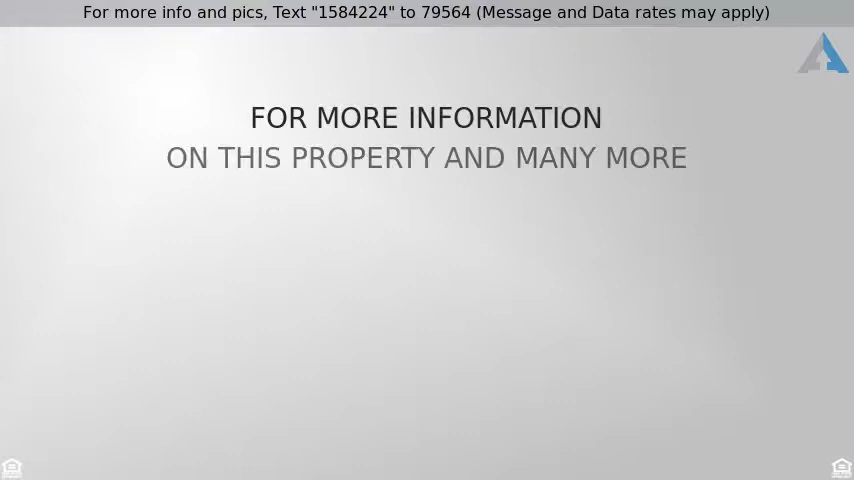 For more info and pics, Text "1584224" to 79564 (Message and Data rates may apply)
FOR MORE INFORMATION
ON THIS PROPERTY AND MANY MORE